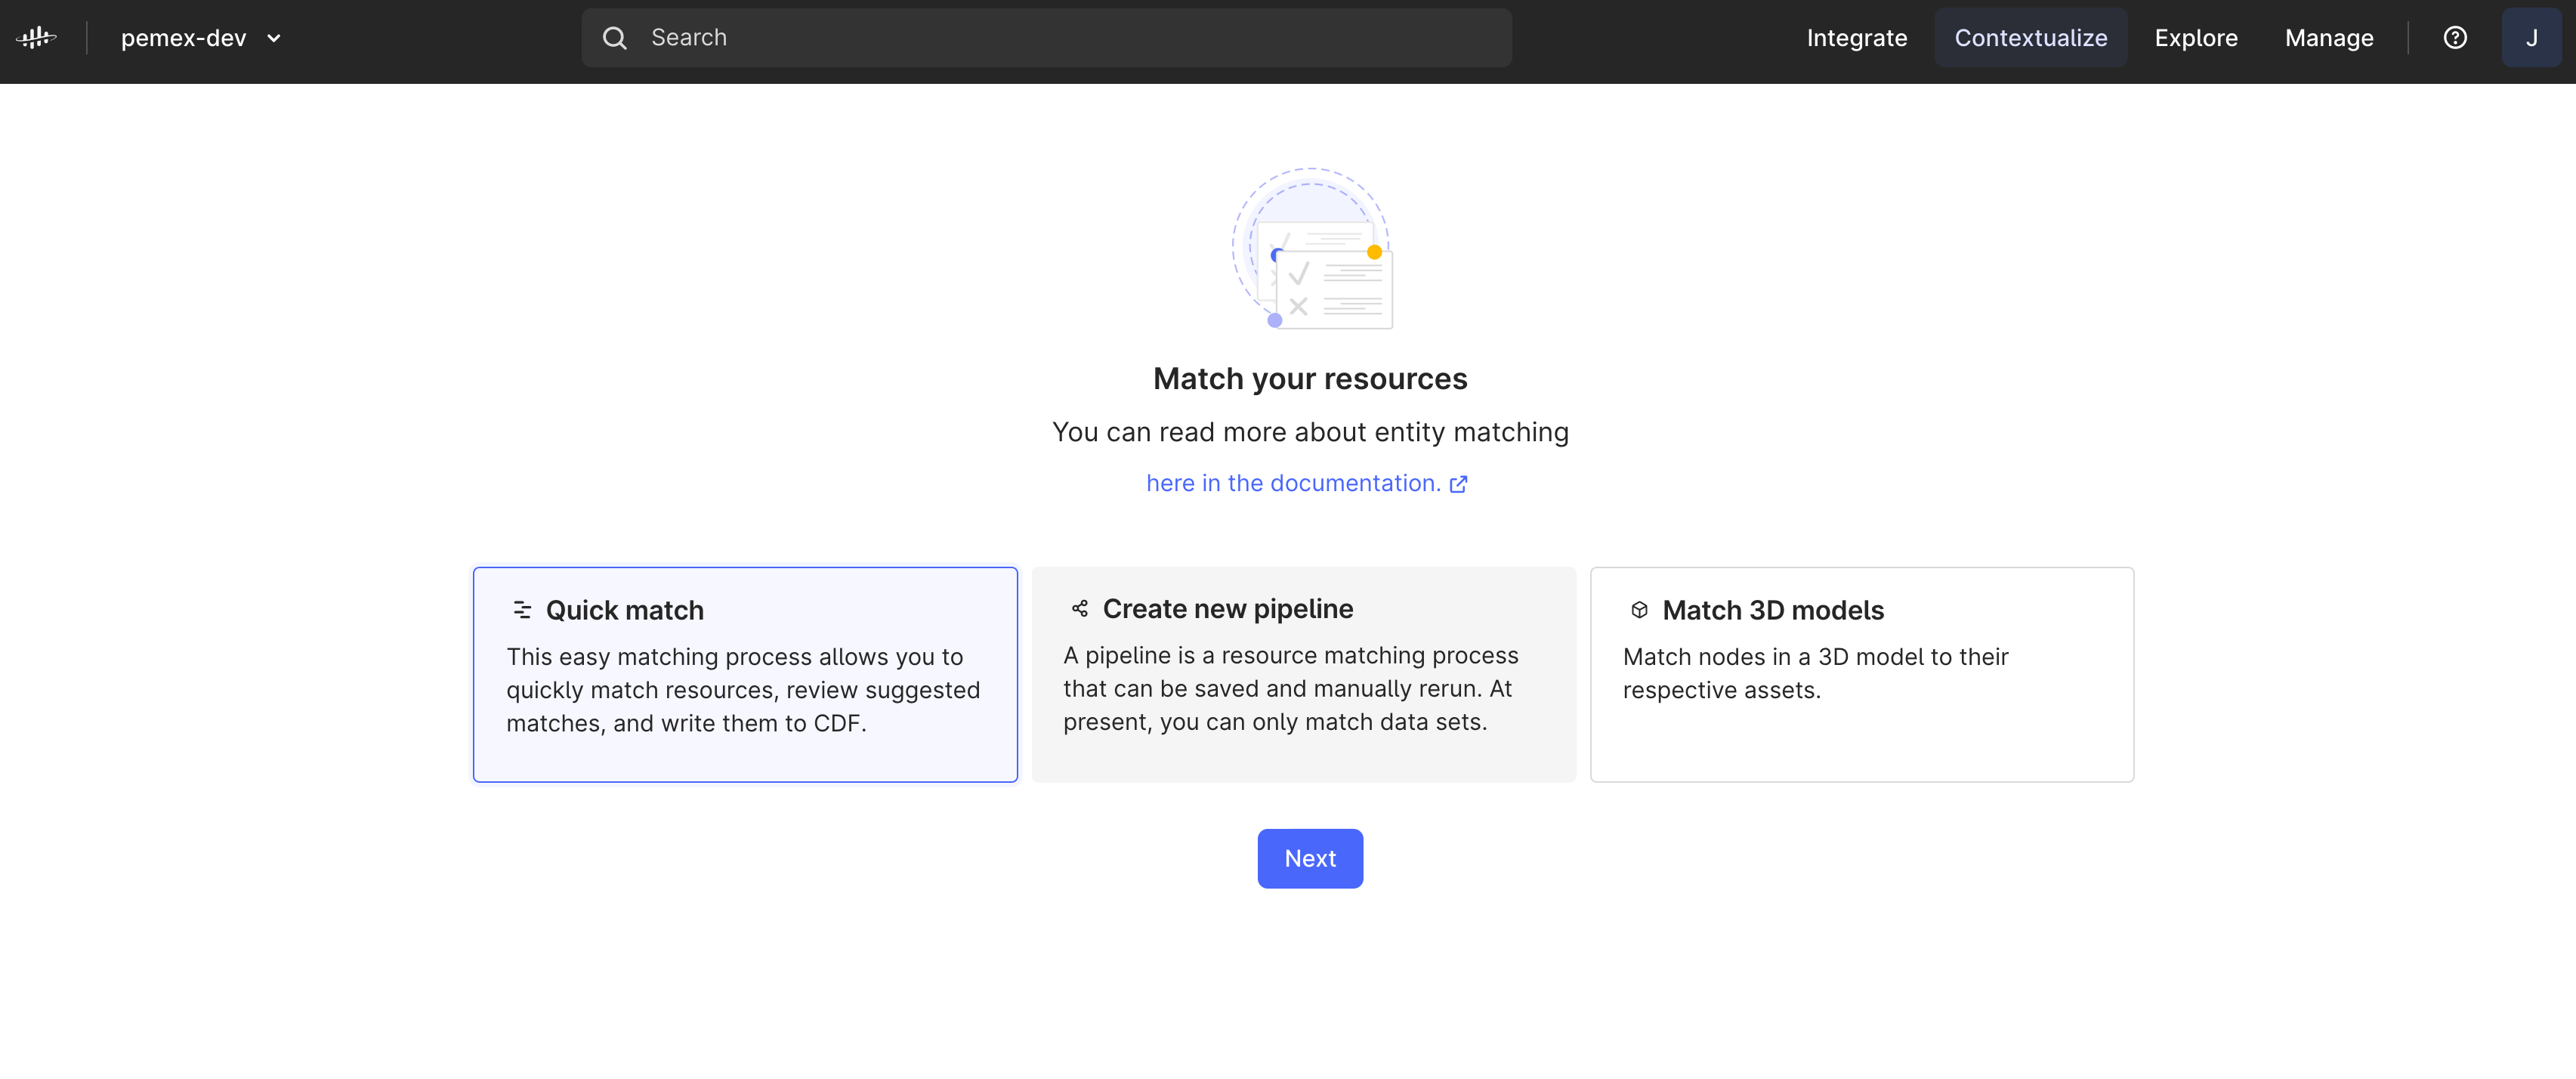 pemex-dev
Search
Integrate
Contextualize
Explore
Manage
J
Match your resources
You can read more about entity matching
here in the documentation.
Quick match
This easy matching process allows you to
quickly match resources, review suggested
matches, and write them to CDF.
Create new pipeline
A pipeline is a resource matching process
that can be saved and manually rerun. At
present, you can only match data sets.
Match 3D models
Match nodes in a 3D model to their
respective assets.
Next